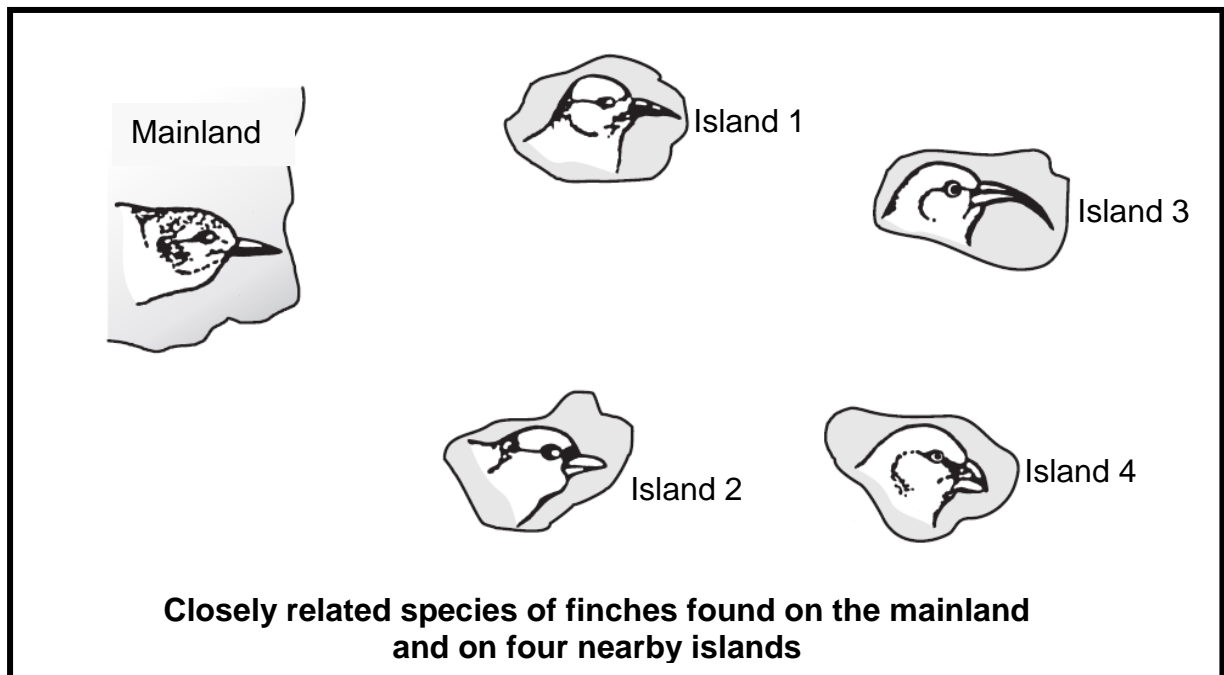 Mainland
Island 1
Island 3
Island 2
Island 4
Closely related species of finches found on the mainland
and on four nearby islands